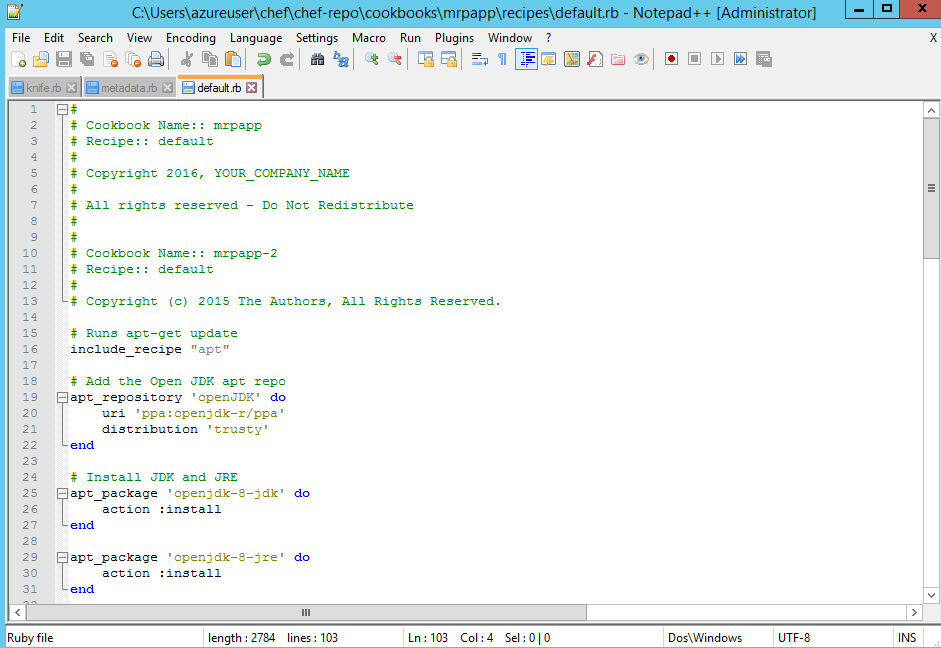 C:\Users\azureuser\chef\chef-repo\cookbooks\mrpapp\recipes\default.rb - Notepad++ [Administrator]
File Edit Search View Encoding Language Settings Macro Run Plugins Window ? X
knife.rb metadata.rb default.rb
1 #
2 # Cookbook Name:: mrpapp
3 # Recipe:: default
4 #
5 # Copyright 2016, YOUR_COMPANY_NAME
6 #
7 # All rights reserved - Do Not Redistribute
8 #
9 #
10 # Cookbook Name:: mrpapp-2
11 # Recipe:: default
12 #
13 # Copyright (c) 2015 The Authors, All Rights Reserved.
14
15 # Runs apt-get update
16 include_recipe "apt"
17
18 # Add the Open JDK apt repo
19 apt_repository 'openJDK' do
20 uri 'ppa:openjdk-r/ppa'
21 distribution 'trusty'
22 end
23
24 # Install JDK and JRE
25 apt_package 'openjdk-8-jdk' do
26 action :install
27 end
28
29 apt_package 'openjdk-8-jre' do
30 action :install
31 end
Ruby file length : 2784 lines : 103 Ln : 103 Col : 4 Sel : 0 | 0 Dos\Windows UTF-8 INS